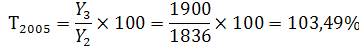 T₂₀₀₅ = Y₃/Y₂ × 100 = 1900/1836 × 100 = 103,49%